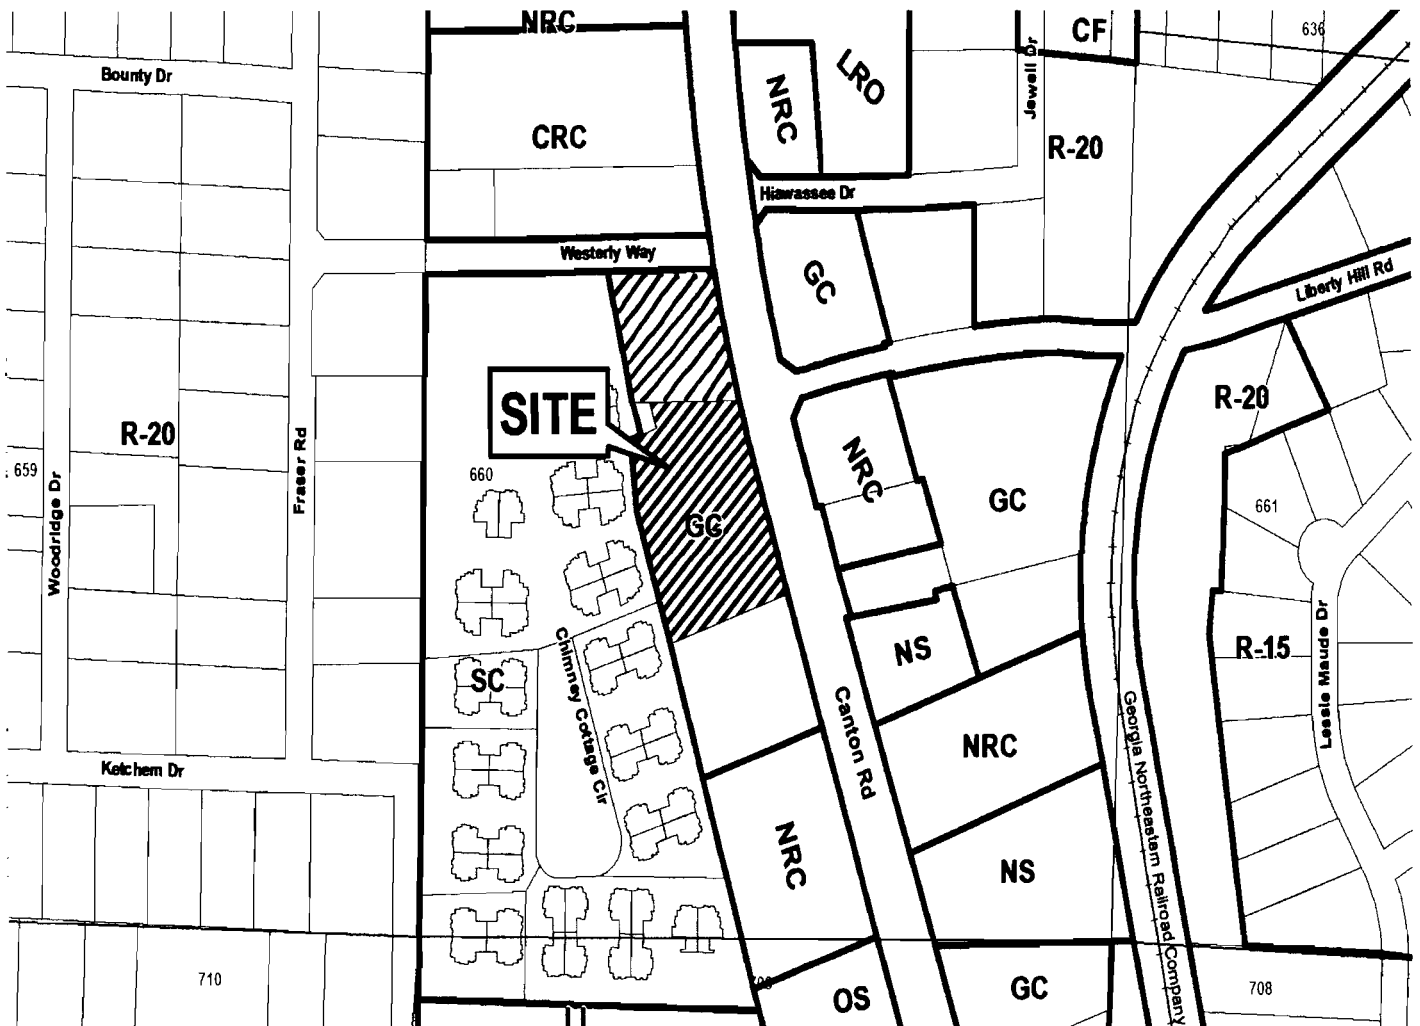 NRC
CF
636
Bounty Dr
LRO
NRC
Jewell Dr
CRC
R-20
Hiawassee Dr
Westerly Way
GC
Liberty Hill Rd
SITE
R-20
R-20
Fraser Rd
659
660
NRC
GC
661
Woodridge Dr
GC
Chimney Cottage Cir
NS
R-15
Leslie Maude Dr
SC
Canton Rd
NRC
Georgia Northeastern Railroad Company
Ketchem Dr
NRC
NS
710
OS
GC
708